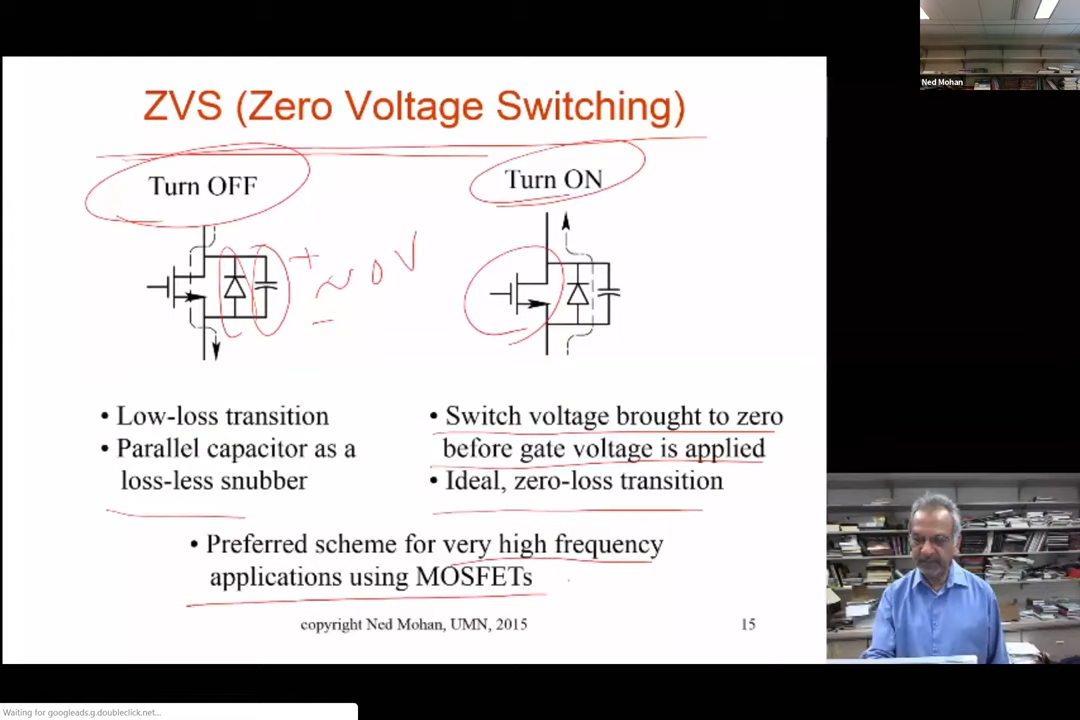 Ned Mohan
ZVS (Zero Voltage Switching)
Turn OFF
Turn ON
+
~ 0 V
–
• Low-loss transition
• Parallel capacitor as a
loss-less snubber
• Switch voltage brought to zero
before gate voltage is applied
• Ideal, zero-loss transition
• Preferred scheme for very high frequency
applications using MOSFETs
copyright Ned Mohan, UMN, 2015
15
Waiting for googleads.g.doubleclick.net...